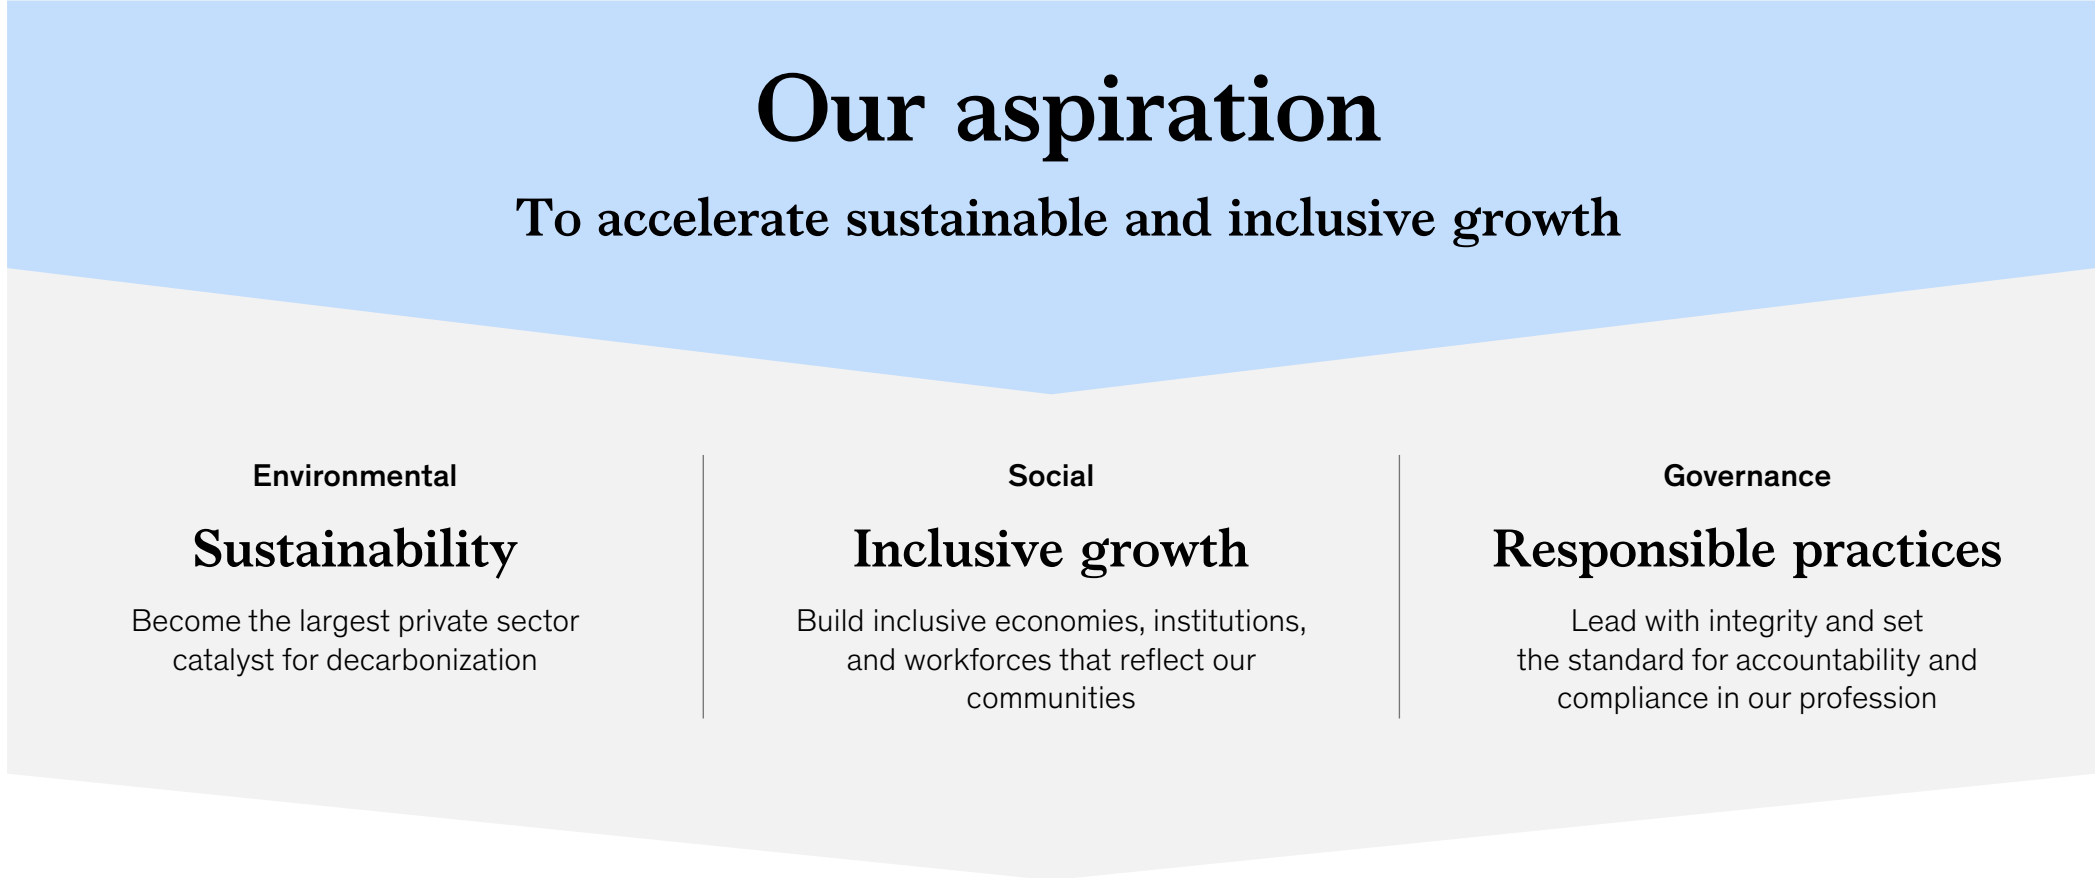 Our aspiration
To accelerate sustainable and inclusive growth
Environmental
Sustainability
Become the largest private sector
catalyst for decarbonization
Social
Inclusive growth
Build inclusive economies, institutions,
and workforces that reflect our
communities
Governance
Responsible practices
Lead with integrity and set
the standard for accountability and
compliance in our profession